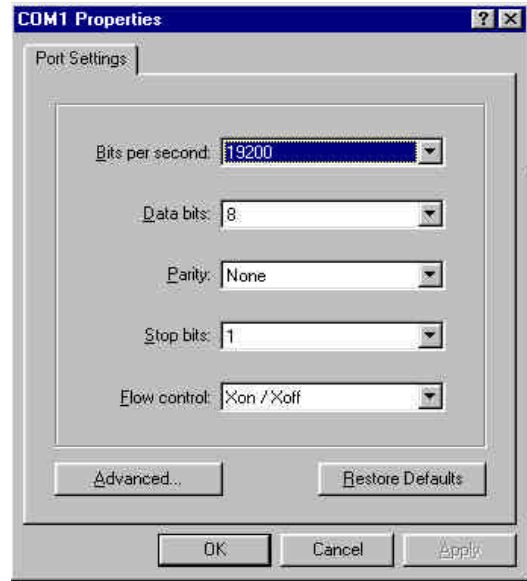 COM1 Properties
Port Settings
Bits per second: 19200
Data bits: 8
Parity: None
Stop bits: 1
Flow control: Xon / Xoff
Advanced... Restore Defaults
OK Cancel Apply